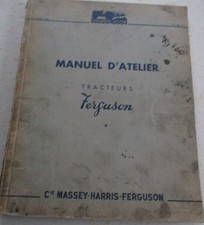 MANUEL D'ATELIER
TRACTEURS
Ferguson
Cie MASSEY-HARRIS-FERGUSON